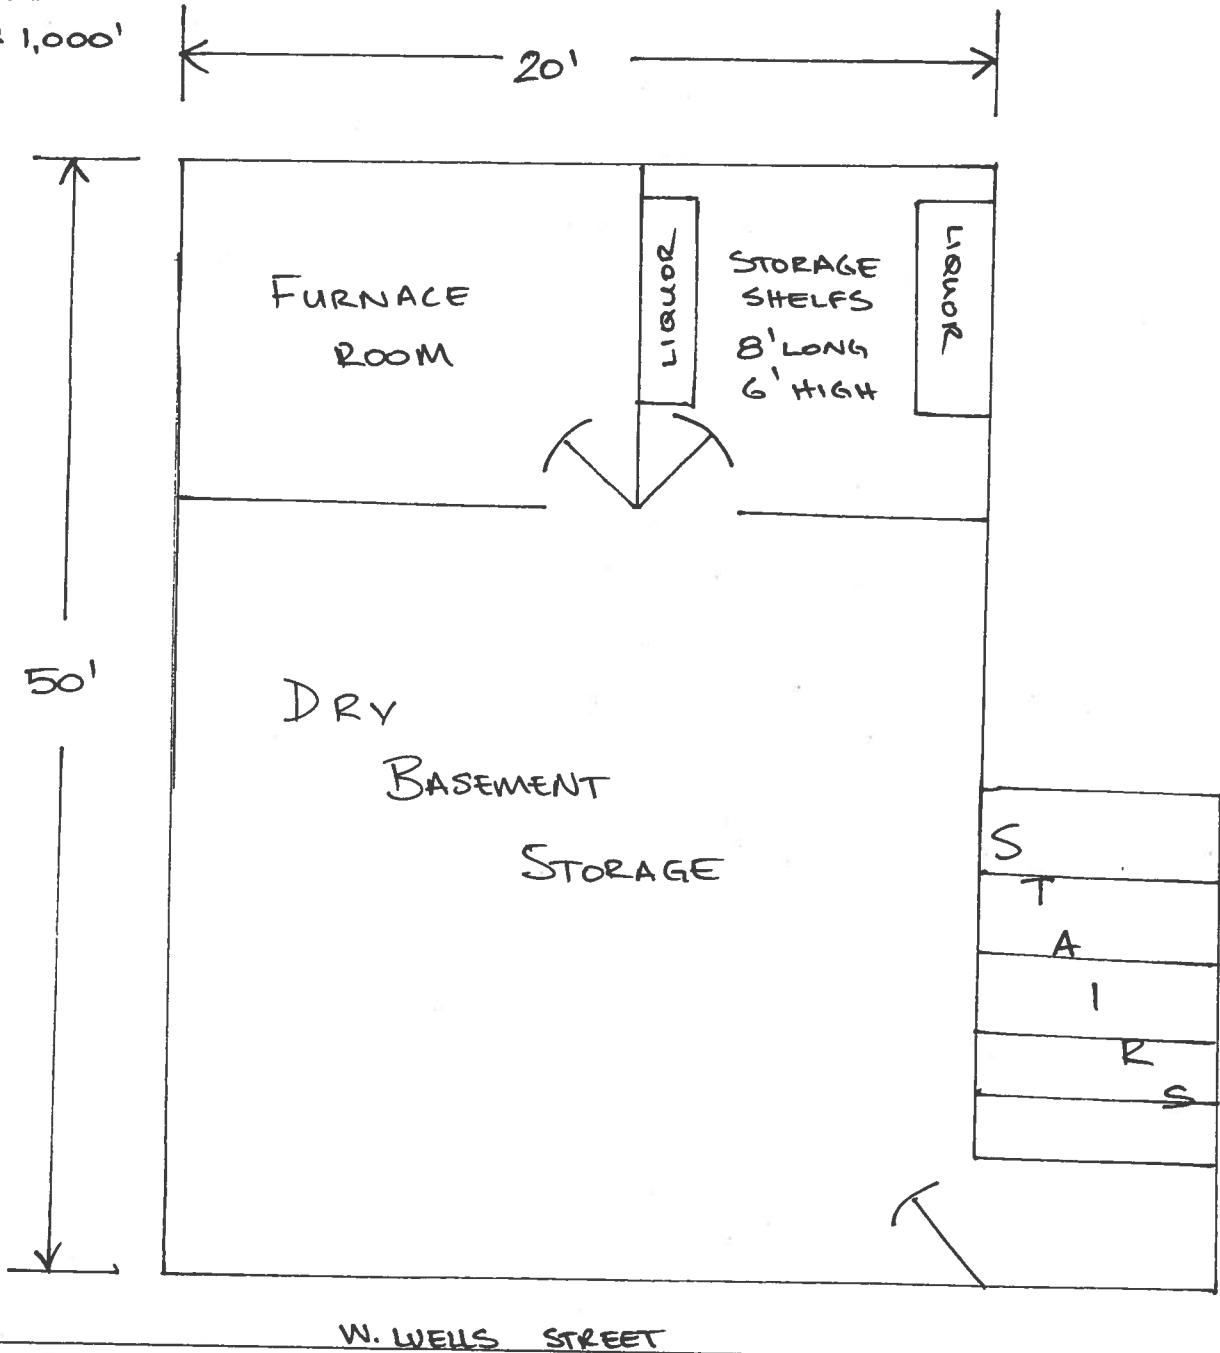 1,000'
20'
FURNACE
ROOM
LIQUOR
STORAGE
SHELFS
8' LONG
6' HIGH
LIQUOR
50'
DRY
BASEMENT
STORAGE
STAIRS
W. WELLS STREET